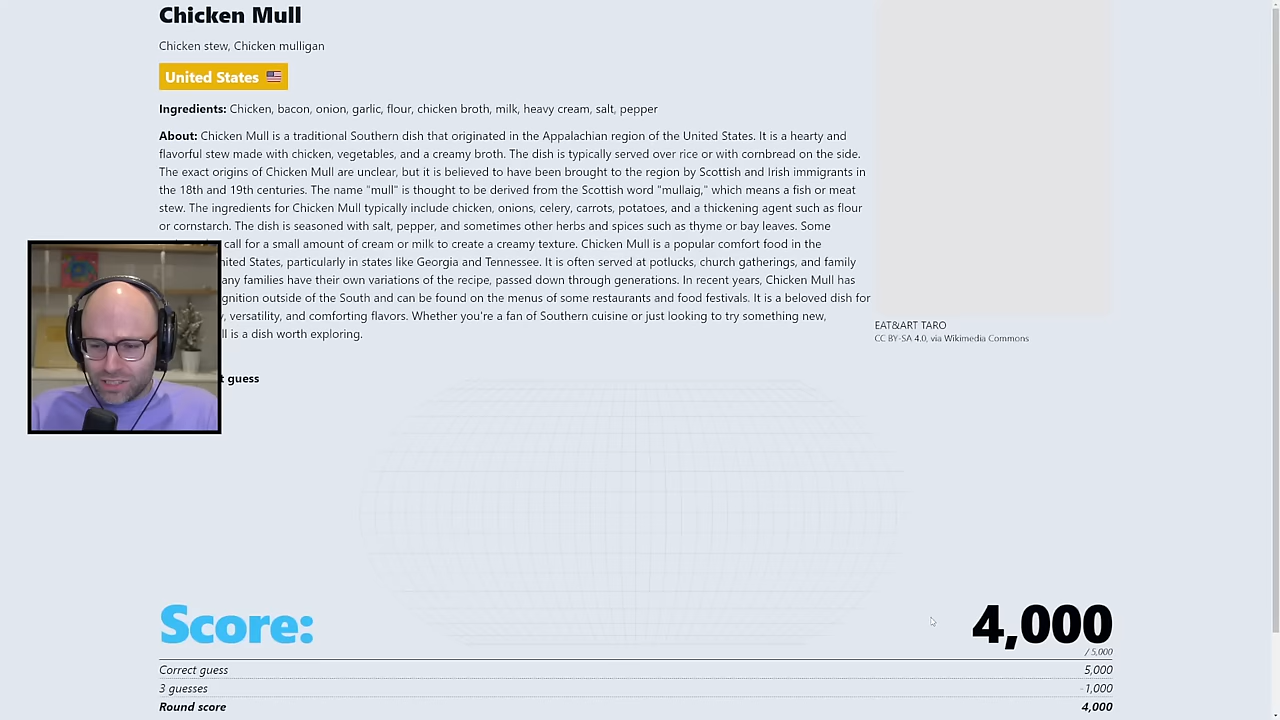 Chicken Mull
Chicken stew, Chicken mulligan
United States
Ingredients: Chicken, bacon, onion, garlic, flour, chicken broth, milk, heavy cream, salt, pepper
About: Chicken Mull is a traditional Southern dish that originated in the Appalachian region of the United States. It is a hearty and
flavorful stew made with chicken, vegetables, and a creamy broth. The dish is typically served over rice or with cornbread on the side.
The exact origins of Chicken Mull are unclear, but it is believed to have been brought to the region by Scottish and Irish immigrants in
the 18th and 19th centuries. The name "mull" is thought to be derived from the Scottish word "mullaig," which means a fish or meat
stew. The ingredients for Chicken Mull typically include chicken, onions, celery, carrots, potatoes, and a thickening agent such as flour
or cornstarch. The dish is seasoned with salt, pepper, and sometimes other herbs and spices such as thyme or bay leaves. Some
call for a small amount of cream or milk to create a creamy texture. Chicken Mull is a popular comfort food in the
States, particularly in states like Georgia and Tennessee. It is often served at potlucks, church gatherings, and family
families have their own variations of the recipe, passed down through generations. In recent years, Chicken Mull has
outside of the South and can be found on the menus of some restaurants and food festivals. It is a beloved dish for
versatility, and comforting flavors. Whether you're a fan of Southern cuisine or just looking to try something new,
is a dish worth exploring.
EAT&ART TARO
CC BY-SA 4.0, via Wikimedia Commons
guess
Score: 4,000
/ 5,000
Correct guess 5,000
3 guesses -1,000
Round score 4,000